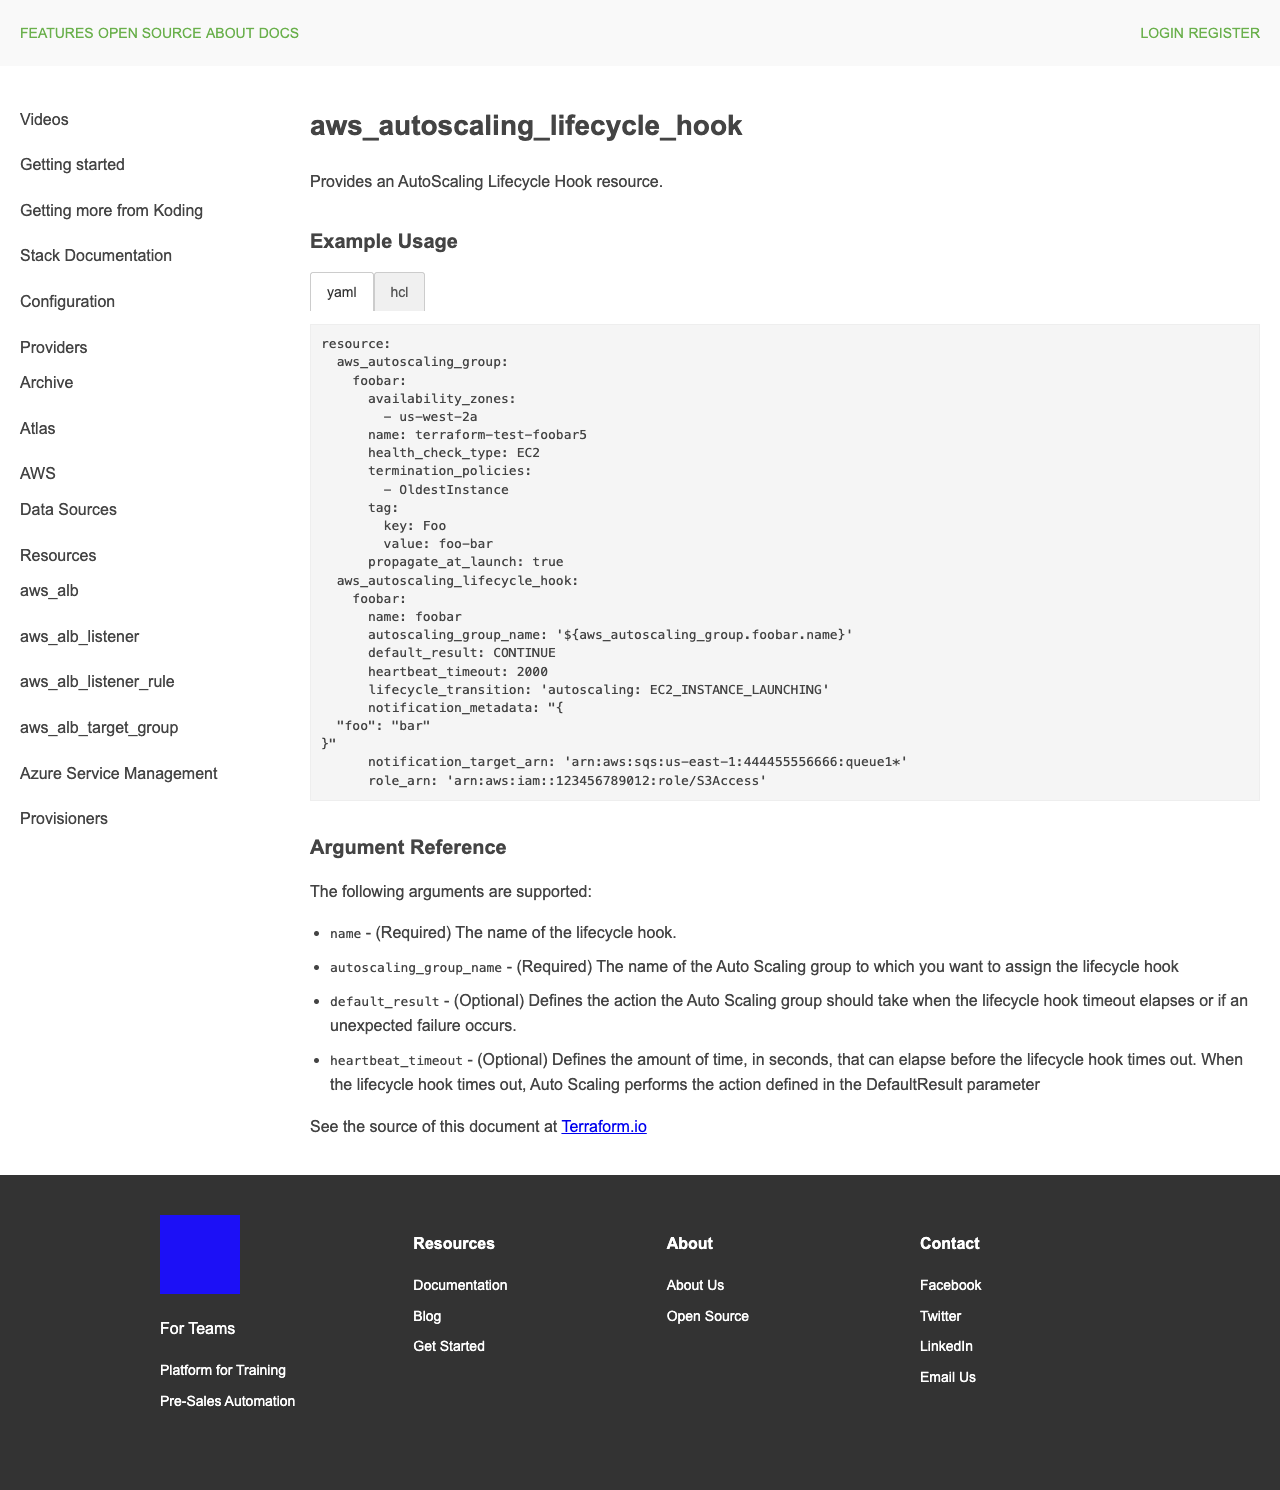 FEATURES OPEN SOURCE ABOUT DOCS
LOGIN REGISTER
Videos
Getting started
Getting more from Koding
Stack Documentation
Configuration
Providers
Archive
Atlas
AWS
Data Sources
Resources
aws_alb
aws_alb_listener
aws_alb_listener_rule
aws_alb_target_group
Azure Service Management
Provisioners
aws_autoscaling_lifecycle_hook
Provides an AutoScaling Lifecycle Hook resource.
Example Usage
yaml
hcl
resource:
  aws_autoscaling_group:
    foobar:
      availability_zones:
        - us-west-2a
      name: terraform-test-foobar5
      health_check_type: EC2
      termination_policies:
        - OldestInstance
      tag:
        key: Foo
        value: foo-bar
      propagate_at_launch: true
  aws_autoscaling_lifecycle_hook:
    foobar:
      name: foobar
      autoscaling_group_name: '${aws_autoscaling_group.foobar.name}'
      default_result: CONTINUE
      heartbeat_timeout: 2000
      lifecycle_transition: 'autoscaling: EC2_INSTANCE_LAUNCHING'
      notification_metadata: "{
  "foo": "bar"
}"
      notification_target_arn: 'arn:aws:sqs:us-east-1:444455556666:queue1*'
      role_arn: 'arn:aws:iam::123456789012:role/S3Access'
Argument Reference
The following arguments are supported:
• name - (Required) The name of the lifecycle hook.
• autoscaling_group_name - (Required) The name of the Auto Scaling group to which you want to assign the lifecycle hook
• default_result - (Optional) Defines the action the Auto Scaling group should take when the lifecycle hook timeout elapses or if an
unexpected failure occurs.
• heartbeat_timeout - (Optional) Defines the amount of time, in seconds, that can elapse before the lifecycle hook times out. When
the lifecycle hook times out, Auto Scaling performs the action defined in the DefaultResult parameter
See the source of this document at Terraform.io
For Teams
Platform for Training
Pre-Sales Automation
Resources
Documentation
Blog
Get Started
About
About Us
Open Source
Contact
Facebook
Twitter
LinkedIn
Email Us